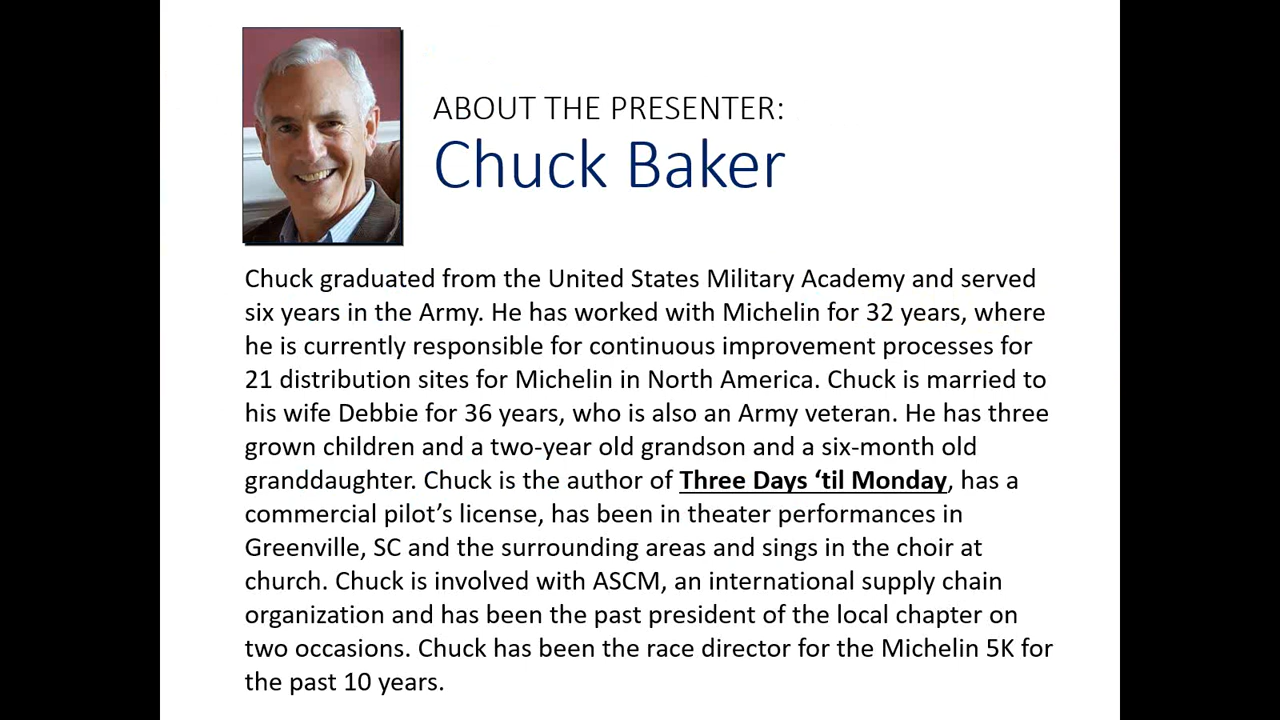 ABOUT THE PRESENTER:
Chuck Baker
Chuck graduated from the United States Military Academy and served
six years in the Army. He has worked with Michelin for 32 years, where
he is currently responsible for continuous improvement processes for
21 distribution sites for Michelin in North America. Chuck is married to
his wife Debbie for 36 years, who is also an Army veteran. He has three
grown children and a two-year old grandson and a six-month old
granddaughter. Chuck is the author of Three Days ‘til Monday, has a
commercial pilot’s license, has been in theater performances in
Greenville, SC and the surrounding areas and sings in the choir at
church. Chuck is involved with ASCM, an international supply chain
organization and has been the past president of the local chapter on
two occasions. Chuck has been the race director for the Michelin 5K for
the past 10 years.